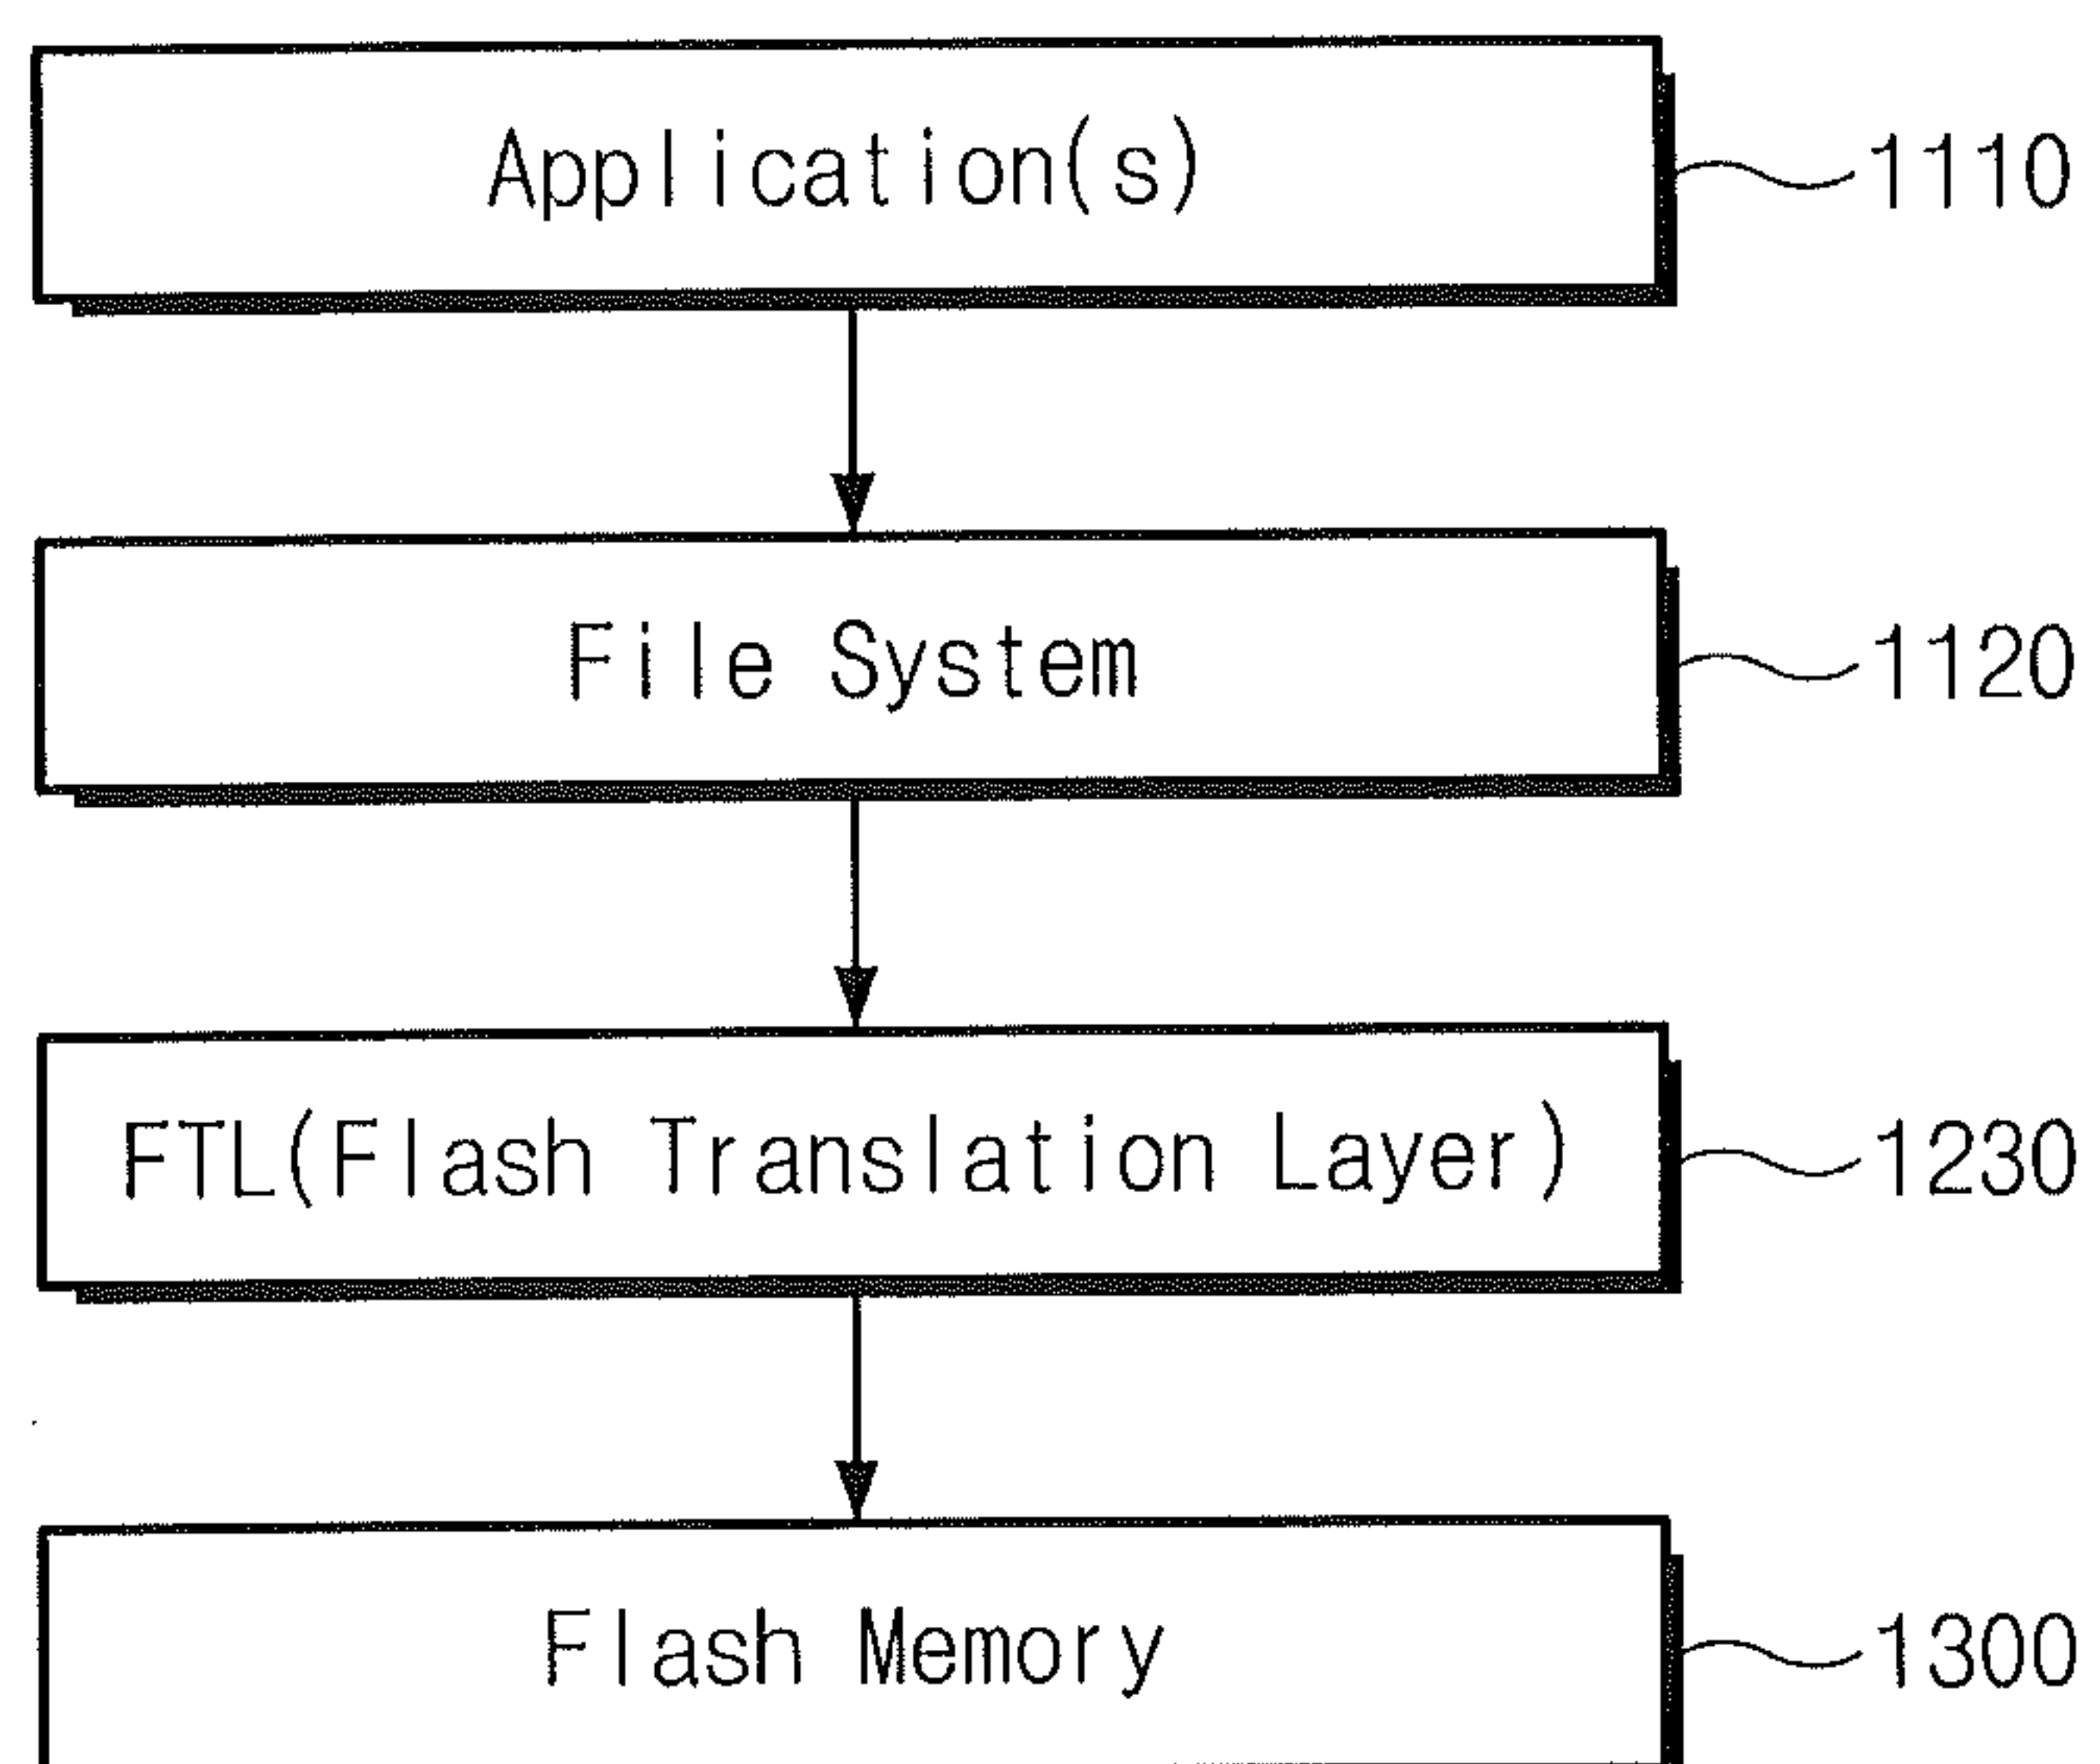 Application(s) 1110
File System 1120
FTL(Flash Translation Layer) 1230
Flash Memory 1300